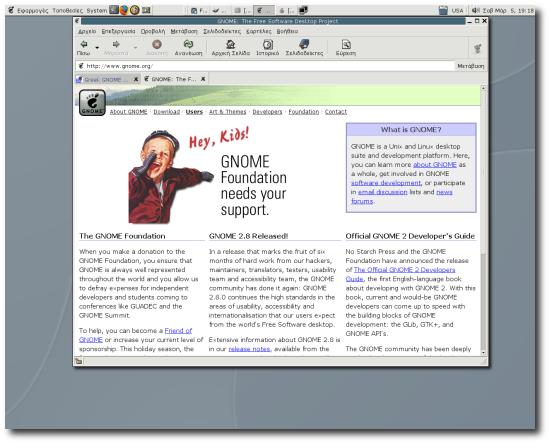 Εφαρμογές Τοποθεσίες System
USA Σαβ Μάρ 5, 19:18
GNOME: The Free Software Desktop Project
Αρχείο Επεξεργασία Προβολή Μετάβαση Σελιδοδείκτες Καρτέλες Βοήθεια
Πίσω Μπροστά Διακοπή Ανανέωση Αρχική Σελίδα Ιστορικό Σελιδοδείκτες Εύρεση
http://www.gnome.org/ Μετάβαση
Greek GNOME ... GNOME: The F...
GNOME
About GNOME · Download · Users · Art & Themes · Developers · Foundation · Contact
Hey, Kids!
GNOME
Foundation
needs your
support.
What is GNOME?
GNOME is a Unix and Linux desktop
suite and development platform. Here,
you can learn more about GNOME as
a whole, get involved in GNOME
software development, or participate
in email discussion lists and news
forums.
The GNOME Foundation
When you make a donation to the
GNOME Foundation, you ensure that
GNOME is always well represented
throughout the world and you allow us
to defray expenses for independent
developers and students coming to
conferences like GUADEC and the
GNOME Summit.
To help, you can become a Friend of
GNOME or increase your current level of
sponsorship. This holiday season, the
GNOME 2.8 Released!
In a release that marks the fruit of six
months of hard work from our hackers,
maintainers, translators, texters, usability
team and accessibility team, the GNOME
community has done it again: GNOME
2.8.0 continues the high standards in the
areas of usability, accessibility and
internationalisation that our users expect
from the world's Free Software desktop.
Extensive information about GNOME 2.8 is
in our release notes, available from the
Official GNOME 2 Developer's Guide
No Starch Press and the GNOME
Foundation have announced the release
of The Official GNOME 2 Developers
Guide, the first English-language book
about developing with GNOME 2. With this
book, current and would-be GNOME
developers can come up to speed with
the building blocks of GNOME
development: the GLib, GTK+, and
GNOME API's.
The GNOME community has been deeply